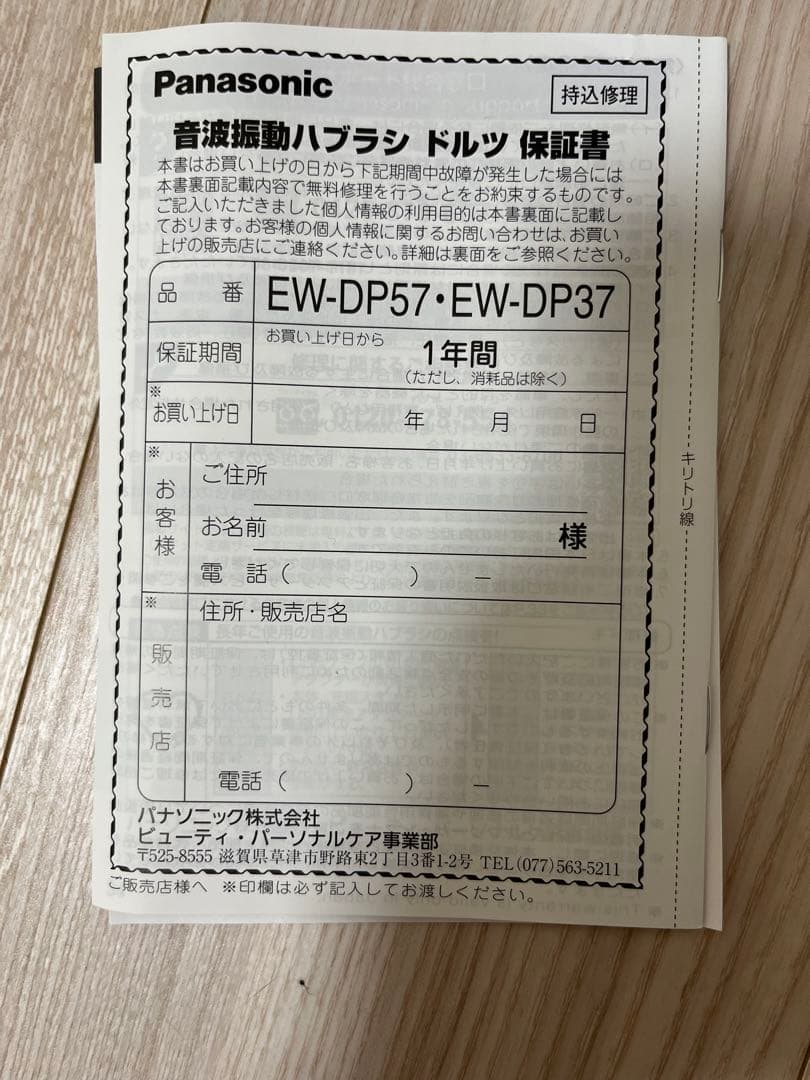 Panasonic
持込修理
音波振動ハブラシ ドルツ 保証書
本書はお買い上げの日から下記期間中故障が発生した場合には
本書裏面記載内容で無料修理を行うことをお約束するものです。
ご記入いただきました個人情報の利用目的は本書裏面に記載し
ております。お客様の個人情報に関するお問い合わせは、お買い
上げの販売店にご連絡ください。詳細は裏面をご参照ください。
品番 EW-DP57・EW-DP37
保証期間 お買い上げ日から 1年間
(ただし、消耗品は除く)
※お買い上げ日 年 月 日
※お客様
ご住所
お名前 様
電話( ) −
※販売店
住所・販売店名
電話( ) −
パナソニック株式会社
ビューティ・パーソナルケア事業部
〒525-8555 滋賀県草津市野路東2丁目3番1-2号 TEL(077)563-5211
ご販売店様へ ※印欄は必ず記入してお渡しください。
キリトリ線